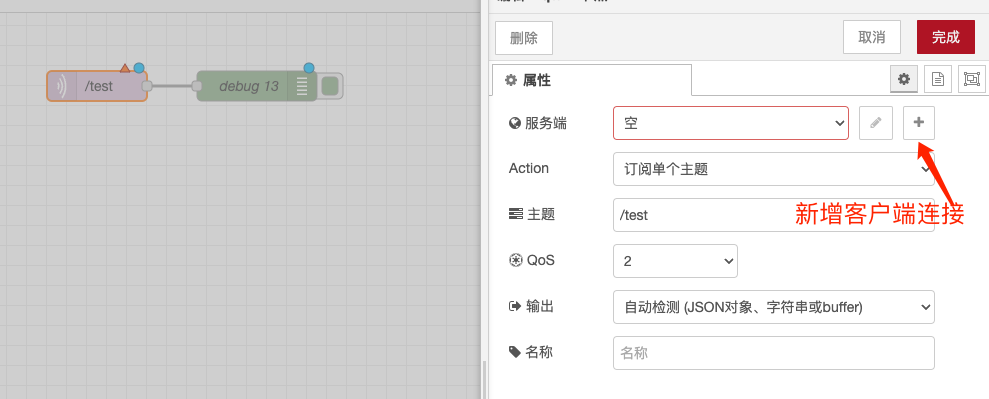 删除
取消
完成
/test
debug 13
属性
服务端
空
Action
订阅单个主题
新增客户端连接
主题
/test
QoS
2
输出
自动检测 (JSON对象、字符串或buffer)
名称
名称